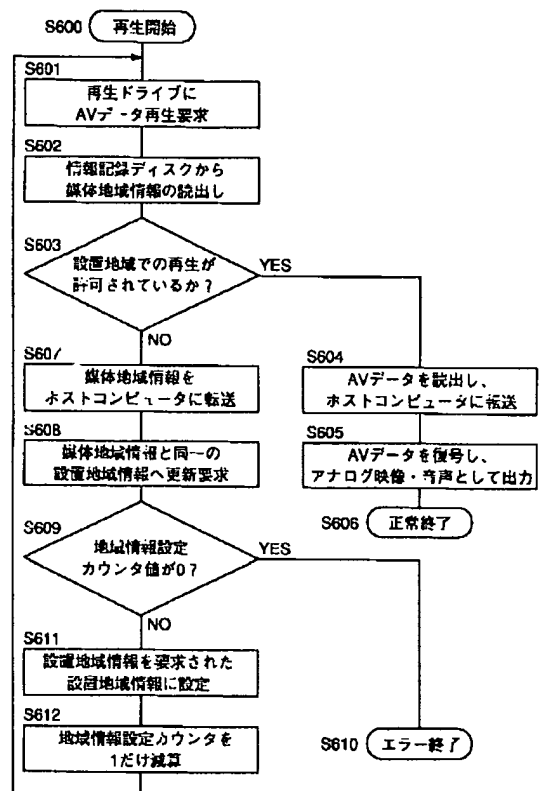 S600
再生開始
S601
再生ドライブに
AVデータ再生要求
S602
情報記録ディスクから
媒体地域情報の読出し
S603
設置地域での再生が
許可されているか？
YES
NO
S604
AVデータを読出し、
ホストコンピュータに転送
S605
AVデータを復号し、
アナログ映像・音声として出力
S606
正常終了
S607
媒体地域情報を
ホストコンピュータに転送
S608
媒体地域情報と同一の
設置地域情報へ更新要求
S609
地域情報設定
カウンタ値が0？
YES
NO
S611
設置地域情報を要求された
設置地域情報に設定
S612
地域情報設定カウンタを
1だけ減算
S610
エラー終了